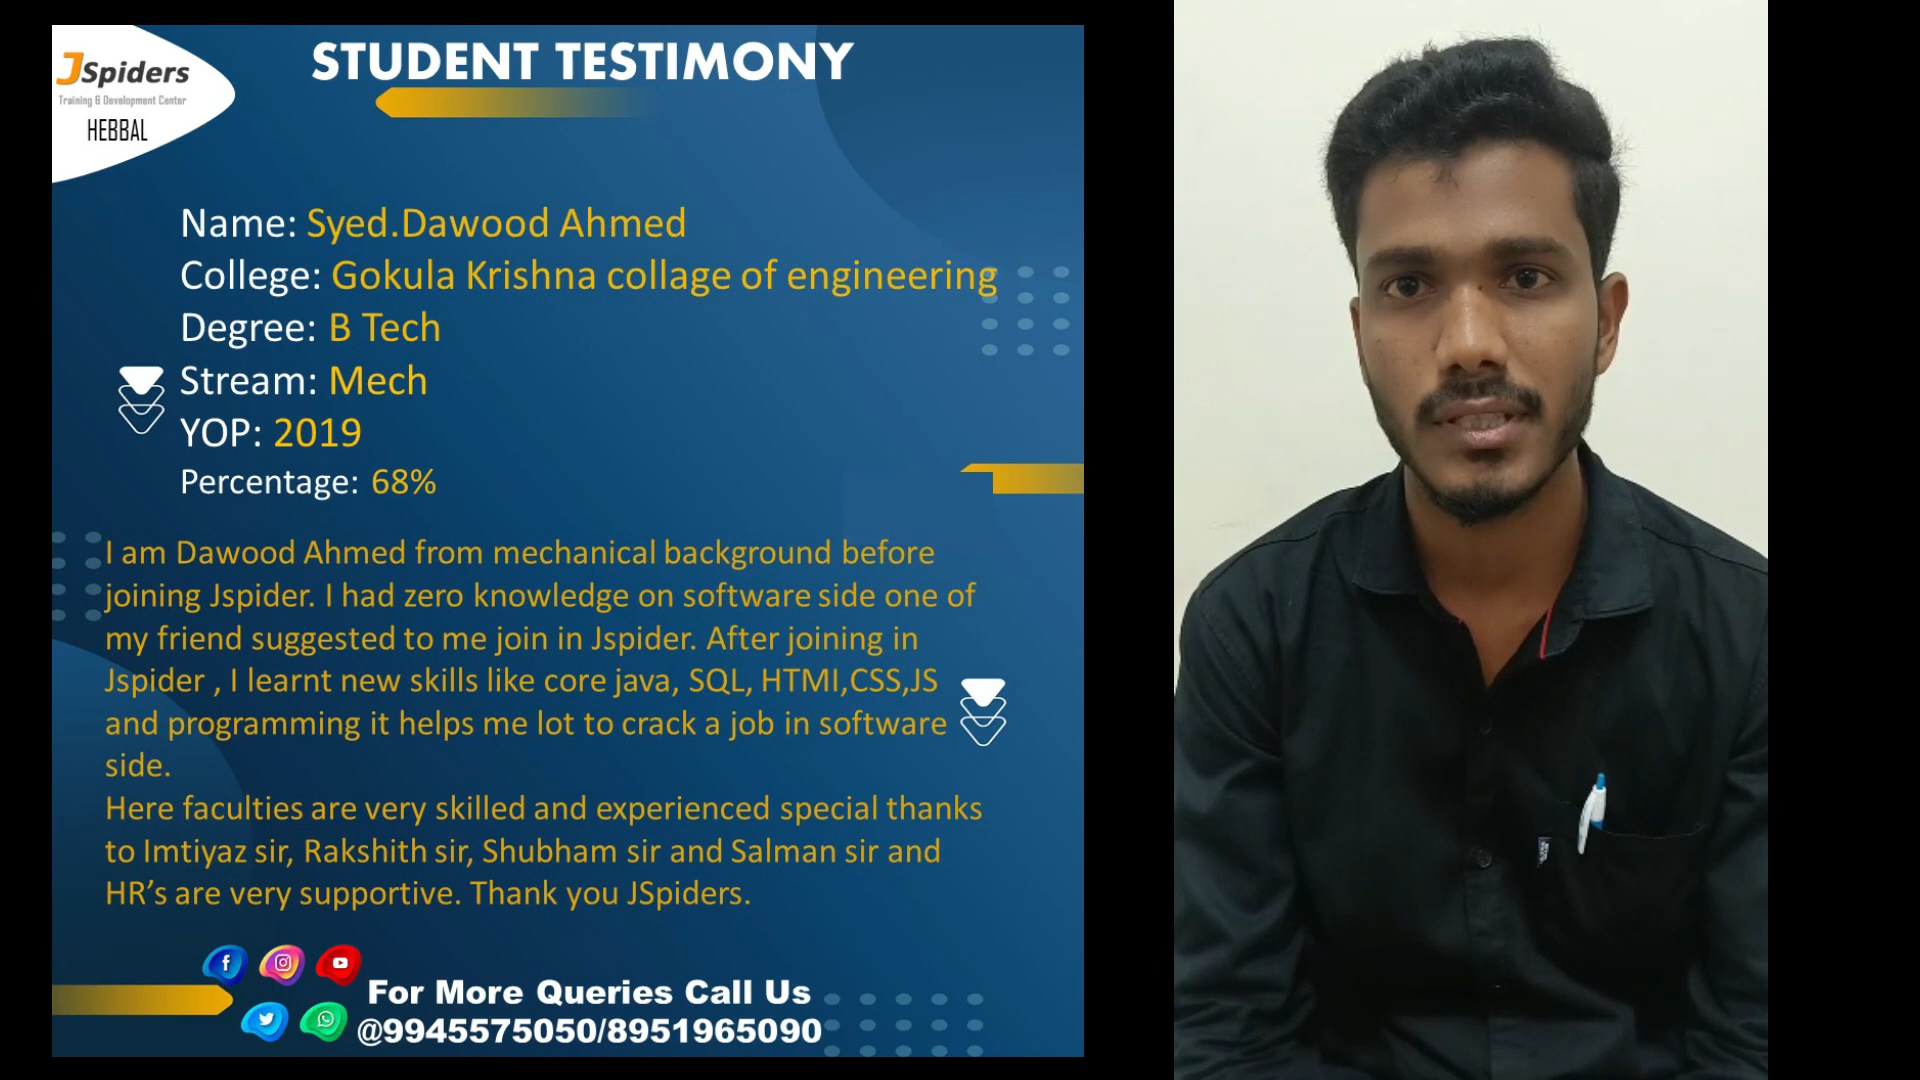 JSpiders
Training & Development Center
HEBBAL
STUDENT TESTIMONY
Name: Syed.Dawood Ahmed
College: Gokula Krishna collage of engineering
Degree: B Tech
Stream: Mech
YOP: 2019
Percentage: 68%
I am Dawood Ahmed from mechanical background before
joining Jspider. I had zero knowledge on software side one of
my friend suggested to me join in Jspider. After joining in
Jspider , I learnt new skills like core java, SQL, HTMl,CSS,JS
and programming it helps me lot to crack a job in software
side.
Here faculties are very skilled and experienced special thanks
to Imtiyaz sir, Rakshith sir, Shubham sir and Salman sir and
HR’s are very supportive. Thank you JSpiders.
For More Queries Call Us
@9945575050/8951965090